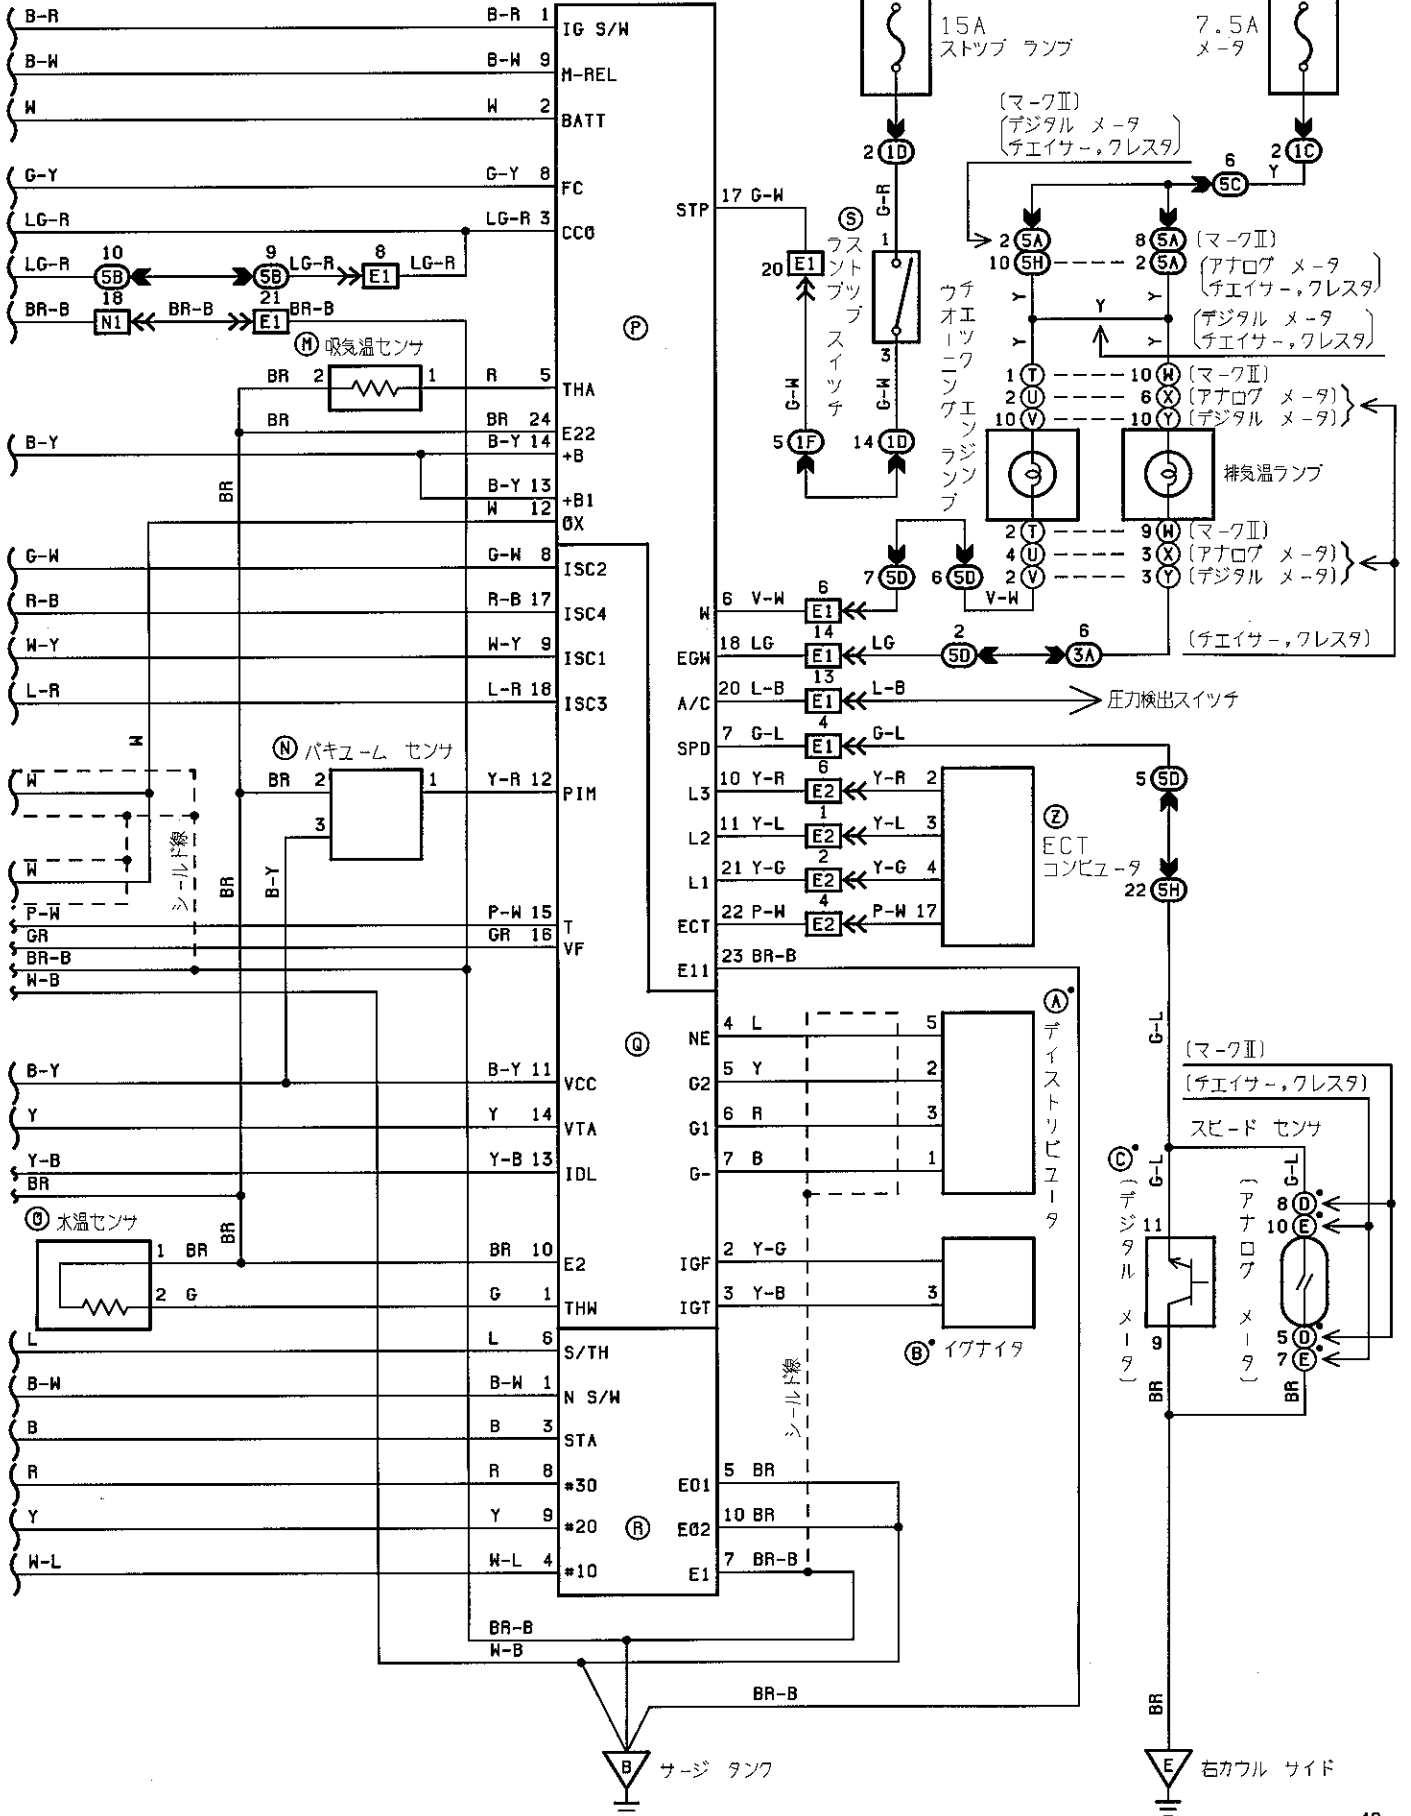 B-R B-R 1 IG S/W
B-W B-W 9 M-REL
W W 2 BATT
G-Y G-Y 8 FC
LG-R LG-R 3 CCO
LG-R 10 5B 9 5B LG-R 8 E1 LG-R
BR-B 18 N1 BR-B 21 E1 BR-B
M 吸気温センサ
BR 2 1 R 5 THA
BR BR 24 E22
B-Y B-Y 14 +B
BR
B-Y 13 +B1
W 12 OX
G-W G-W 8 ISC2
R-B R-B 17 ISC4
W-Y W-Y 9 ISC1
L-R L-R 18 ISC3
W
N バキューム センサ
W BR 2 1 Y-R 12 PIM
3
シールド線
BR
B-Y
W
P-W P-W 15 T
GR GR 16 VF
BR-B
W-B
B-Y B-Y 11 VCC
Y Y 14 VTA
Y-B Y-B 13 IDL
BR
BR
O 水温センサ
1 BR BR 10 E2
2 G G 1 THW
L L 6 S/TH
B-W B-W 1 N S/W
B B 3 STA
R R 8 #30
Y Y 9 #20
W-L W-L 4 #10
P
Q
R
15A
ストップ ランプ
7.5A
メータ
2 1D
2 1C
Y
6
5C
(マークⅡ)
(デジタル メータ
チエイサー,クレスタ)
STP 17 G-W
20 E1
G-W
5 1F
S
ストップ
ランプ スイッチ
G-R
1
3
G-W
14 1D
2 5A 8 5A (マークⅡ)
10 5H 2 5A (アナログ メータ
チエイサー,クレスタ)
Y Y
Y
(デジタル メータ
チエイサー,クレスタ)
Y Y
チエツク エンジン
ウオーニング ランプ
1 T 10 W (マークⅡ)
2 U 6 X (アナログ メータ)
10 V 10 Y (デジタル メータ)
排気温ランプ
2 T 9 W (マークⅡ)
4 U 3 X (アナログ メータ)
2 V 3 Y (デジタル メータ)
7 5D 6 5D
V-W
W 6 V-W 6 E1
EGW 18 LG 14 E1 LG 2 5D 6 3A
(チエイサー,クレスタ)
A/C 20 L-B 13 E1 L-B 圧力検出スイッチ
SPD 7 G-L 4 E1 G-L
L3 10 Y-R 6 E2 Y-R 2
L2 11 Y-L 1 E2 Y-L 3
L1 21 Y-G 2 E2 Y-G 4
ECT 22 P-W 4 E2 P-W 17
Z
ECT
コンピュータ
5 5D
22 5H
G-L
E11 23 BR-B
NE 4 L 5
G2 5 Y 2
G1 6 R 3
G- 7 B 1
A
ディストリビュータ
IGF 2 Y-G
IGT 3 Y-B 3
B イグナイタ
シールド線
E01 5 BR
E02 10 BR
E1 7 BR-B
(マークⅡ)
(チエイサー,クレスタ)
スピード センサ
C
(デジタル メータ)
G-L
11
9
BR
(アナログ メータ)
G-L
8 D
10 E
5 D
7 E
BR
BR-B
W-B
BR-B
B サージ タンク
BR
E 右カウル サイド